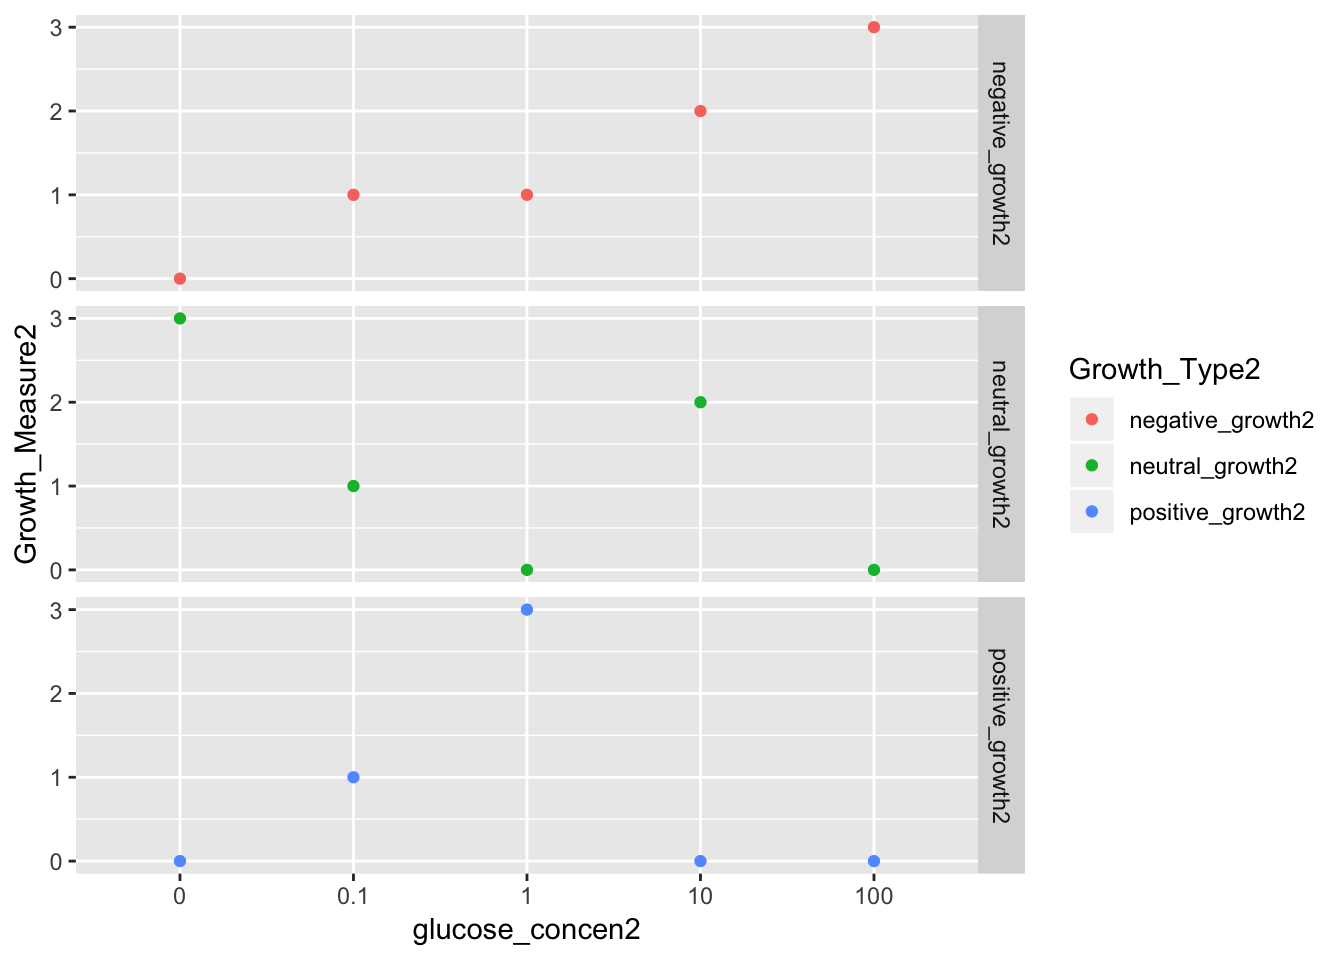 3
2
1
0
negative_growth2
3
2
1
0
neutral_growth2
3
2
1
0
positive_growth2
Growth_Measure2
0 0.1 1 10 100
glucose_concen2
Growth_Type2
negative_growth2
neutral_growth2
positive_growth2